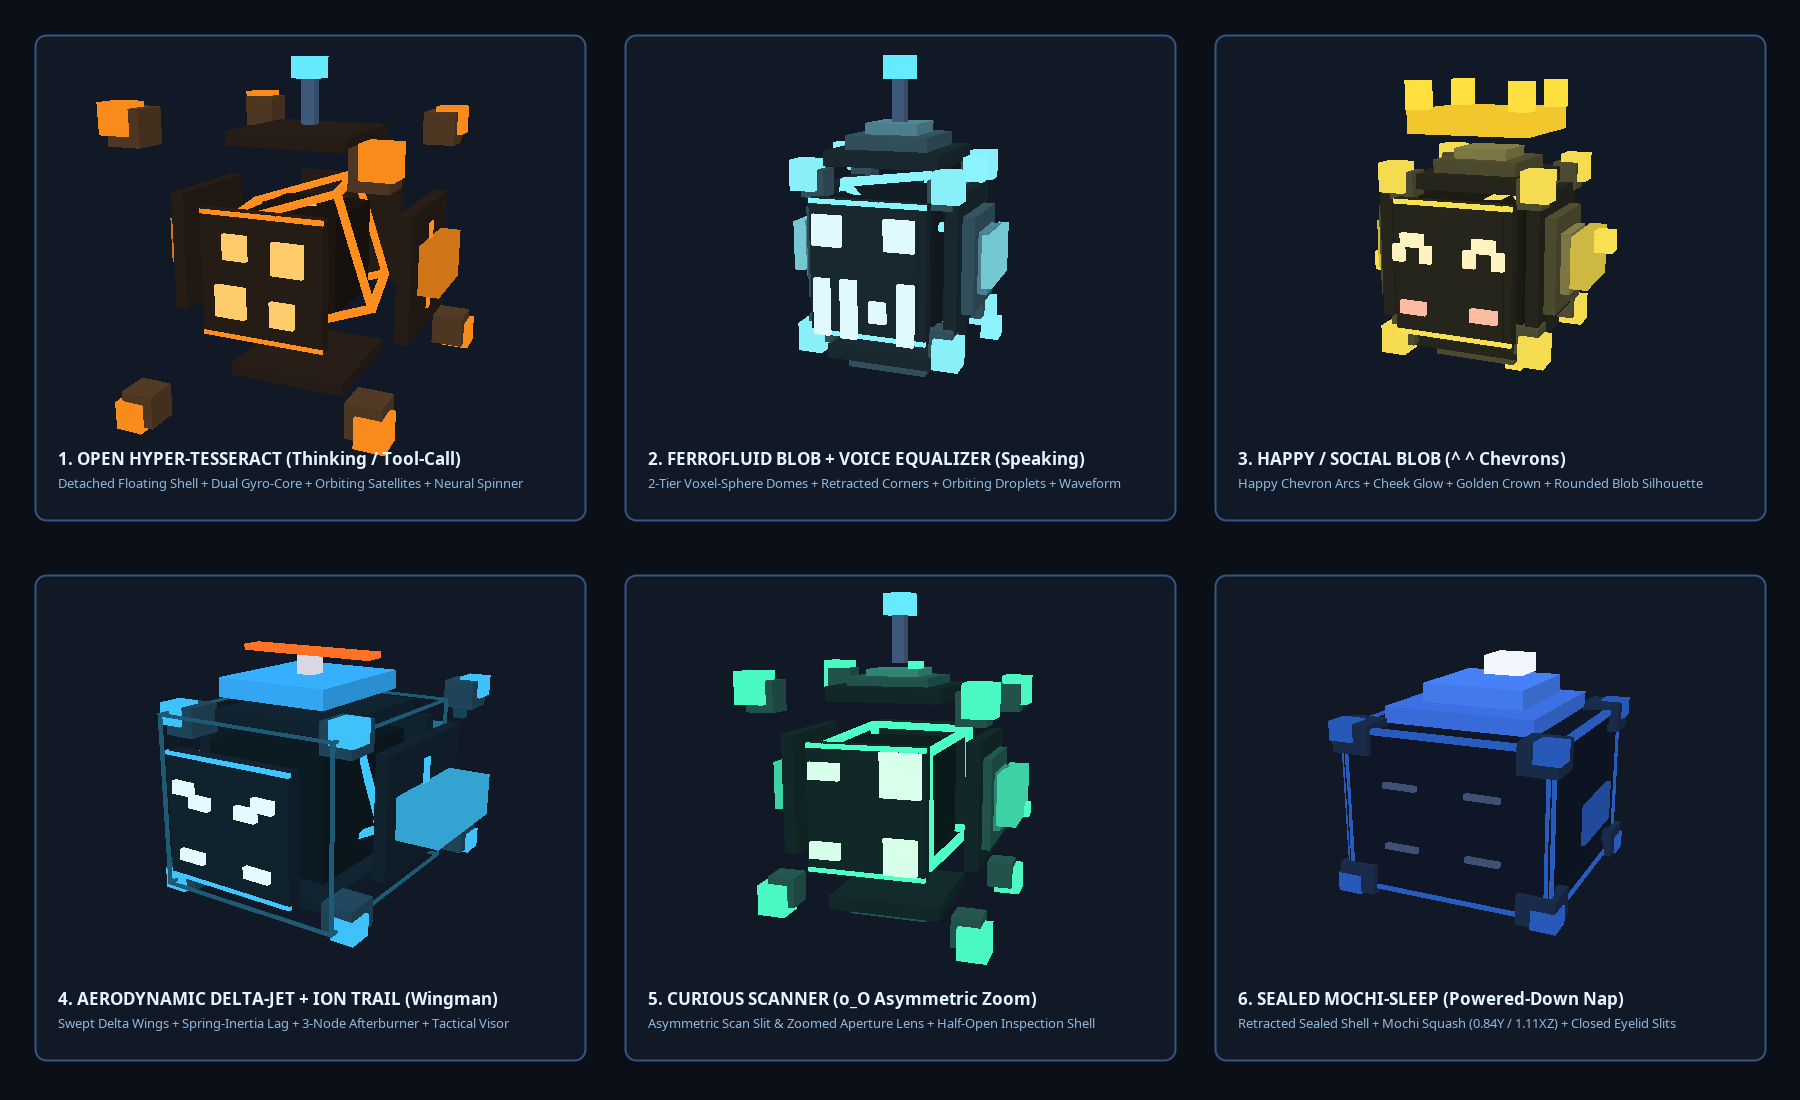 1. OPEN HYPER-TESSERACT (Thinking / Tool-Call)
Detached Floating Shell + Dual Gyro-Core + Orbiting Satellites + Neural Spinner
2. FERROFLUID BLOB + VOICE EQUALIZER (Speaking)
2-Tier Voxel-Sphere Domes + Retracted Corners + Orbiting Droplets + Waveform
3. HAPPY / SOCIAL BLOB (^ ^ Chevrons)
Happy Chevron Arcs + Cheek Glow + Golden Crown + Rounded Blob Silhouette
4. AERODYNAMIC DELTA-JET + ION TRAIL (Wingman)
Swept Delta Wings + Spring-Inertia Lag + 3-Node Afterburner + Tactical Visor
5. CURIOUS SCANNER (o_O Asymmetric Zoom)
Asymmetric Scan Slit & Zoomed Aperture Lens + Half-Open Inspection Shell
6. SEALED MOCHI-SLEEP (Powered-Down Nap)
Retracted Sealed Shell + Mochi Squash (0.84Y / 1.11XZ) + Closed Eyelid Slits